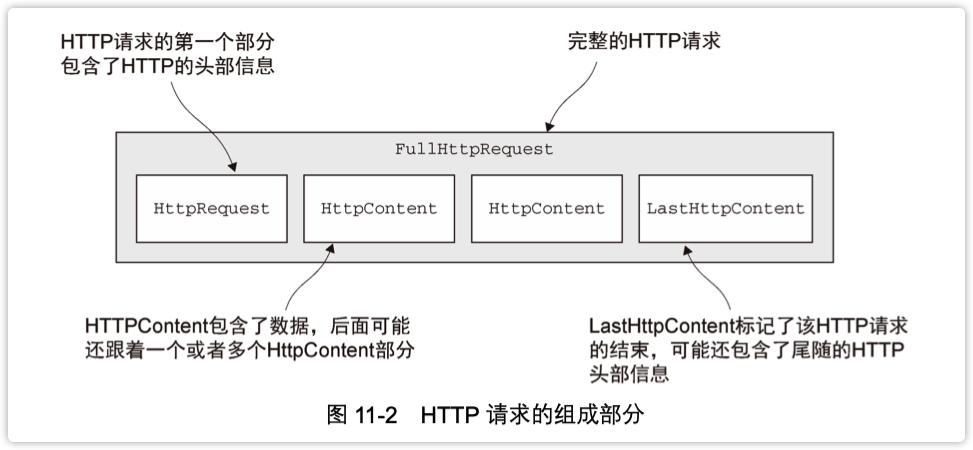 HTTP请求的第一个部分
包含了HTTP的头部信息
完整的HTTP请求
FullHttpRequest
HttpRequest
HttpContent
HttpContent
LastHttpContent
HTTPContent包含了数据，后面可能
还跟着一个或者多个HttpContent部分
LastHttpContent标记了该HTTP请求
的结束，可能还包含了尾随的HTTP
头部信息
图 11-2 HTTP 请求的组成部分